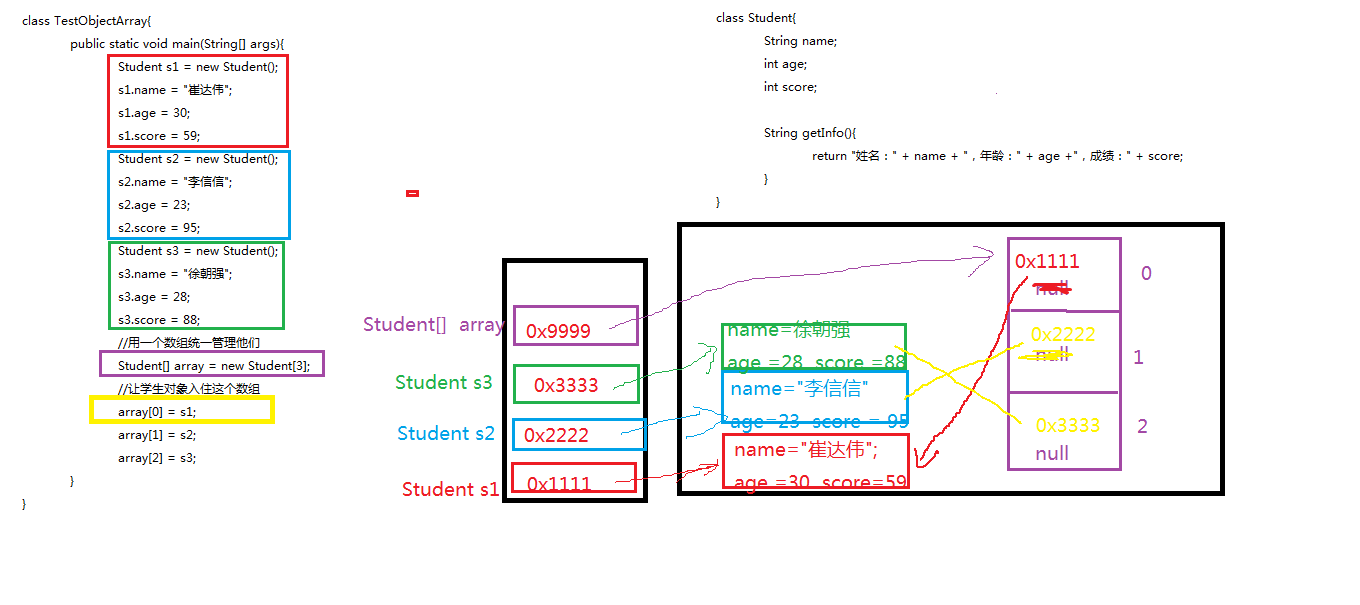 class TestObjectArray{
public static void main(String[] args){
Student s1 = new Student();
s1.name = "崔达伟";
s1.age = 30;
s1.score = 59;
Student s2 = new Student();
s2.name = "李信信";
s2.age = 23;
s2.score = 95;
Student s3 = new Student();
s3.name = "徐朝强";
s3.age = 28;
s3.score = 88;
//用一个数组统一管理他们
Student[] array = new Student[3];
//让学生对象入住这个数组
array[0] = s1;
array[1] = s2;
array[2] = s3;
}
}
class Student{
String name;
int age;
int score;
String getInfo(){
return "姓名：" + name + "，年龄：" + age +"，成绩：" + score;
}
}
Student[] array
0x9999
Student s3
0x3333
Student s2
0x2222
Student s1
0x1111
name=徐朝强
age =28 score =88
name="李信信"
age=23 score = 95
name="崔达伟";
age =30 score=59
0x1111
null
0
0x2222
null
1
0x3333
null
2